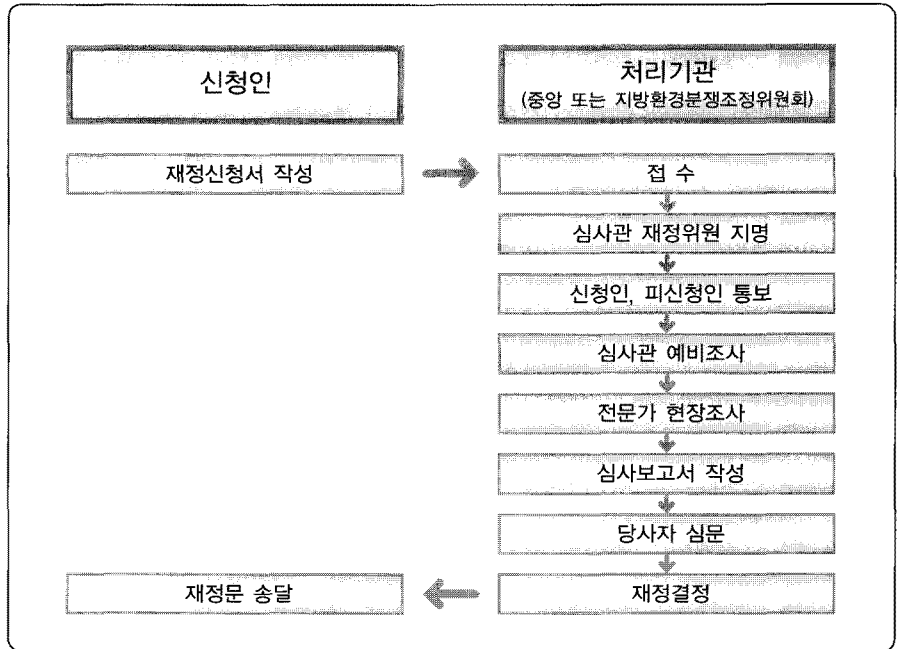 신청인
처리기관
(중앙 또는 지방환경분쟁조정위원회)
재정신청서 작성
접 수
심사관 재정위원 지명
신청인, 피신청인 통보
심사관 예비조사
전문가 현장조사
심사보고서 작성
당사자 심문
재정문 송달
재정결정